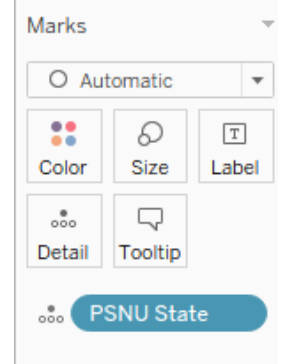 Marks
Automatic
Color Size Label
Detail Tooltip
PSNU State